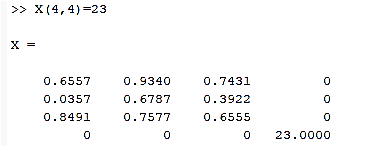 >> X(4,4)=23
X =
0.6557 0.9340 0.7431 0
0.0357 0.6787 0.3922 0
0.8491 0.7577 0.6555 0
0 0 0 23.0000